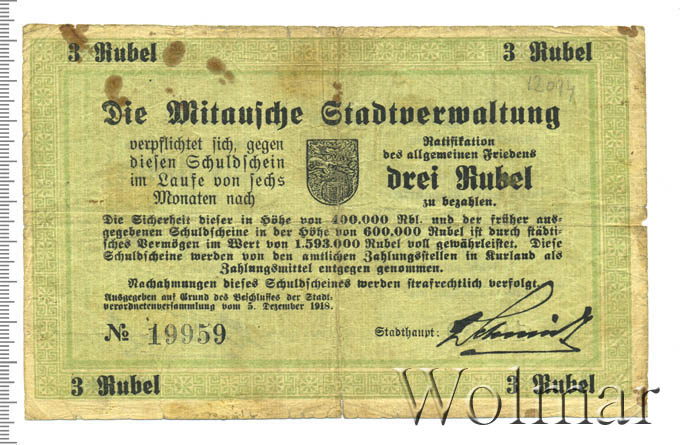 3 Rubel 3 Rubel
12094
Die Mitausche Stadtverwaltung
verpflichtet sich, gegen
diesen Schuldschein
im Laufe von sechs
Monaten nach
Ratifikation
des allgemeinen Friedens
drei Rubel
zu bezahlen.
Die Sicherheit dieser in Höhe von 400.000 Rbl. und der früher aus-
gegebenen Schuldscheine in der Höhe von 600.000 Rubel ist durch städti-
sches Vermögen im Wert von 1.593.000 Rubel voll gewährleistet. Diese
Schuldscheine werden von den amtlichen Zahlungsstellen in Kurland als
Zahlungsmittel entgegen genommen.
Nachahmungen dieses Schuldscheines werden strafrechtlich verfolgt.
Ausgegeben auf Grund des Beschlusses der Stadt-
verordnetenversammlung vom 5. Dezember 1918.
№ 19959
Stadthaupt: Schmidt
3 Rubel 3 Rubel
Wolmar